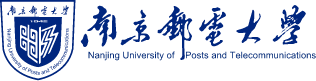 南京郵電大學
Nanjing University of Posts and Telecommunications
南京郵電大學
Nanjing University of Posts and Telecommunications